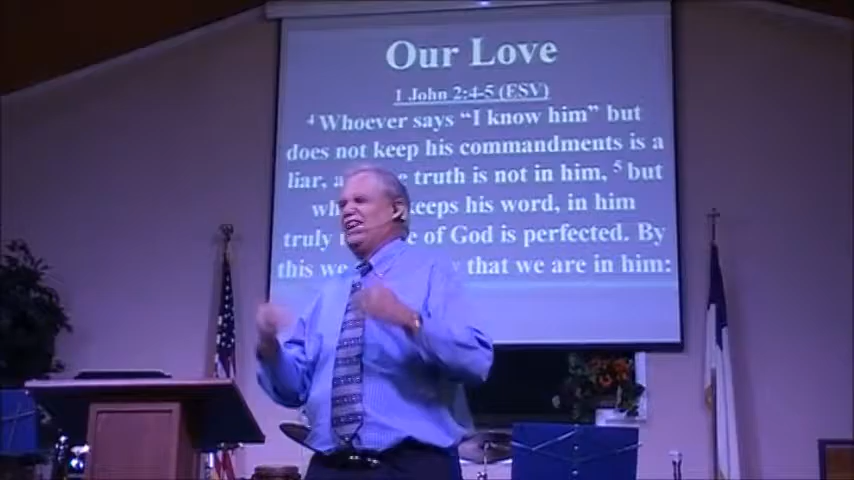 Our Love
1 John 2:4-5 (ESV)
4 Whoever says “I know him” but
does not keep his commandments is a
liar, a e truth is not in him, 5 but
wh keeps his word, in him
truly e of God is perfected. By
this we that we are in him: